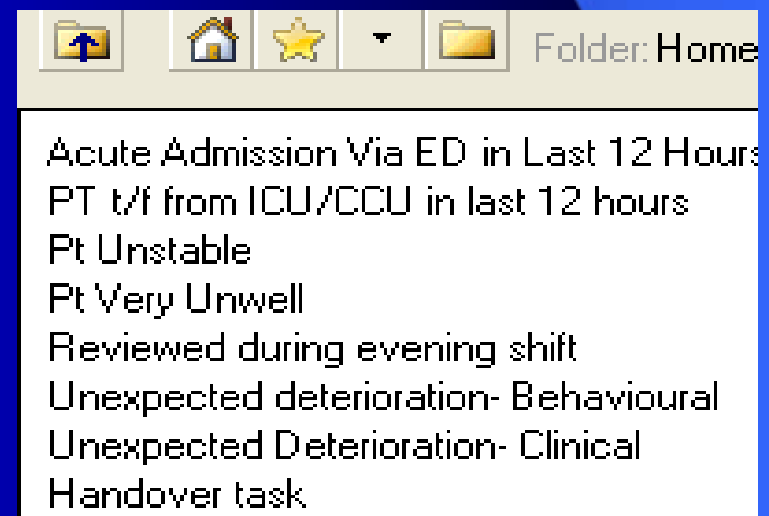 Folder: Home
Acute Admission Via ED in Last 12 Hours
PT t/f from ICU/CCU in last 12 hours
Pt Unstable
Pt Very Unwell
Reviewed during evening shift
Unexpected deterioration- Behavioural
Unexpected Deterioration- Clinical
Handover task